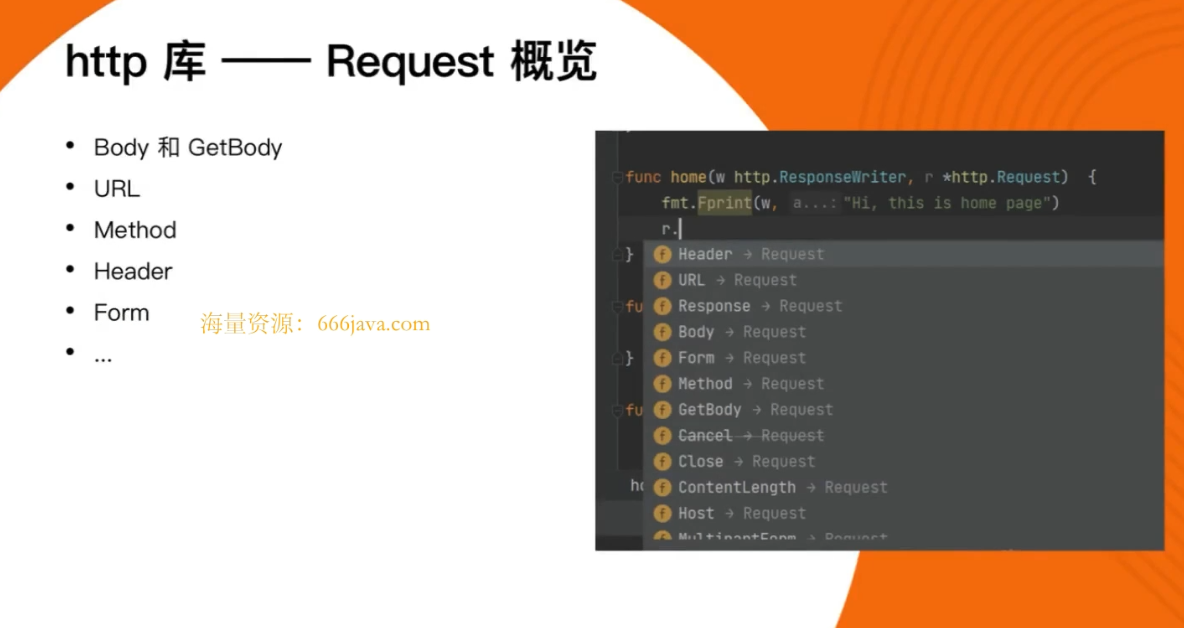 http 库 —— Request 概览
• Body 和 GetBody
• URL
• Method
• Header
• Form
• ...
海量资源：666java.com
func home(w http.ResponseWriter, r *http.Request) {
fmt.Fprint(w, a...: "Hi, this is home page")
r.
}
Header → Request
URL → Request
fu
Response → Request
Body → Request
}
Form → Request
Method → Request
fu
GetBody → Request
Cancel → Request
Close → Request
ho
ContentLength → Request
Host → Request
MultipartForm → Request